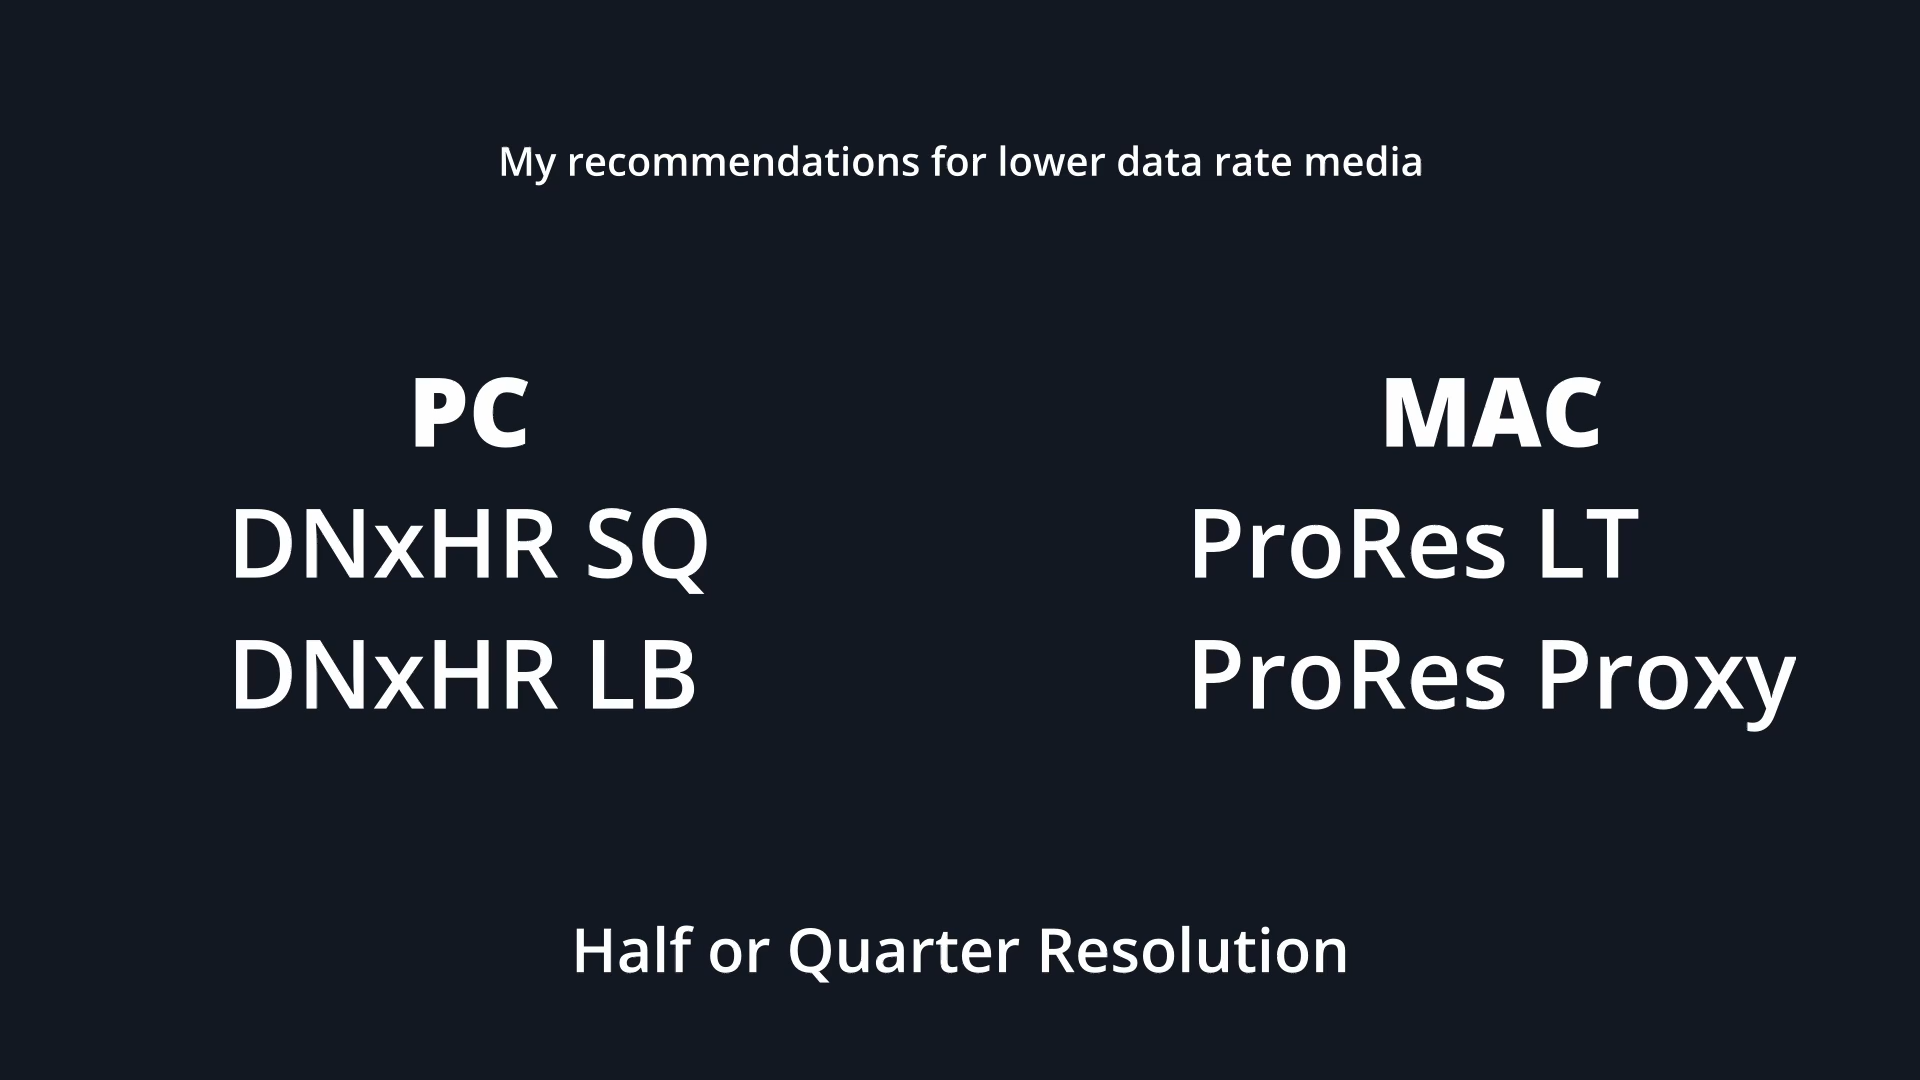 My recommendations for lower data rate media
PC
DNxHR SQ
DNxHR LB
MAC
ProRes LT
ProRes Proxy
Half or Quarter Resolution